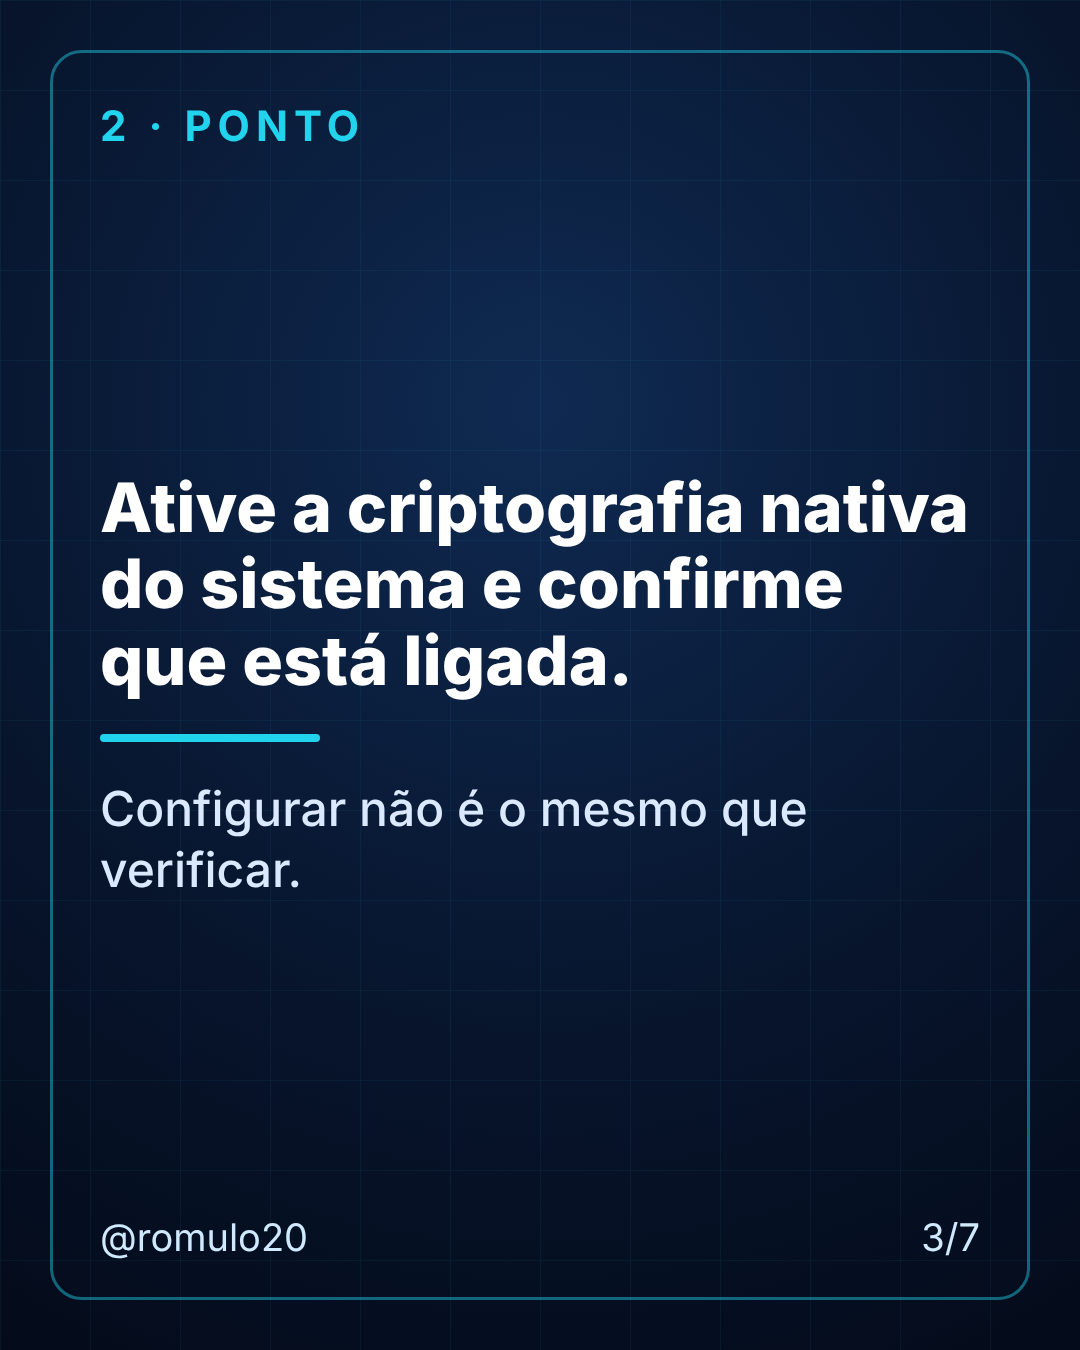 2 · PONTO
Ative a criptografia nativa
do sistema e confirme
que está ligada.
Configurar não é o mesmo que
verificar.
@romulo20
3/7